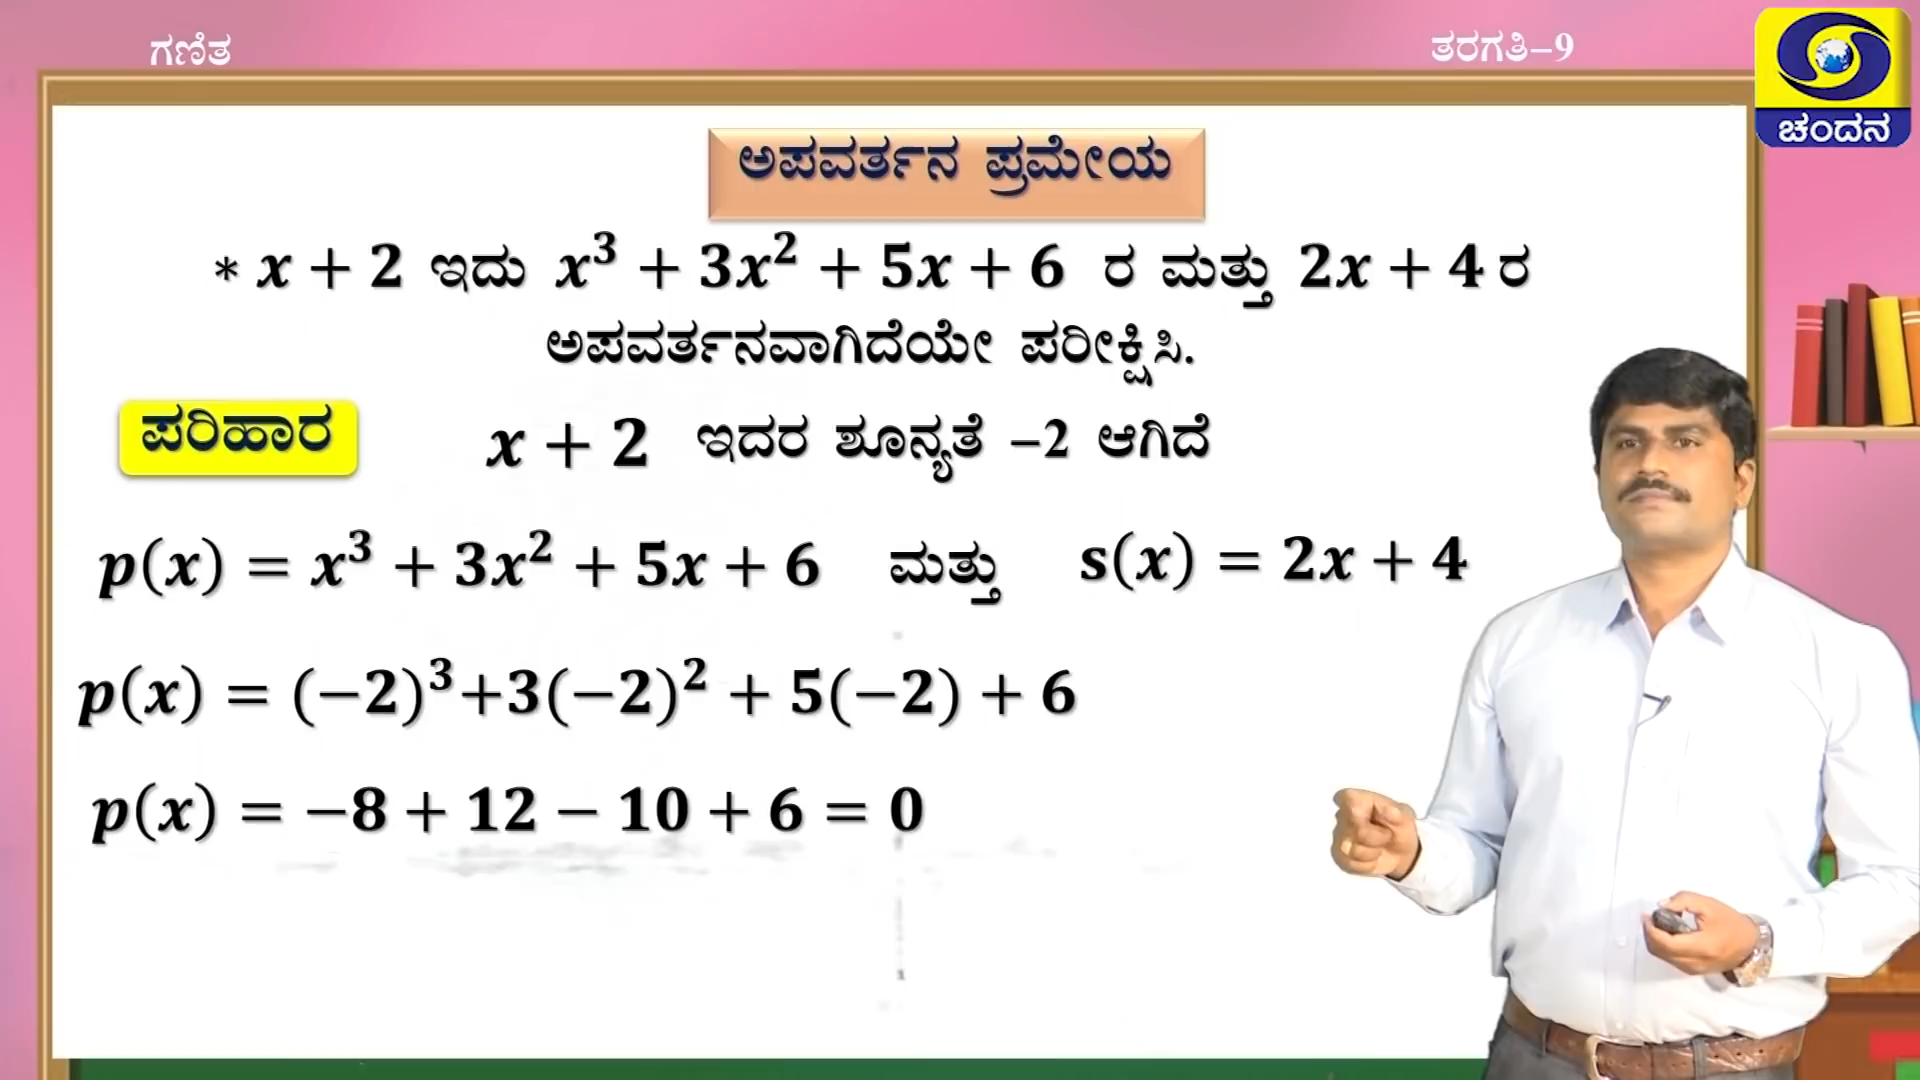 ಗಣಿತ
ತರಗತಿ–9
ಚಂದನ
ಅಪವರ್ತನ ಪ್ರಮೇಯ
* x + 2 ಇದು x³ + 3x² + 5x + 6 ರ ಮತ್ತು 2x + 4 ರ
ಅಪವರ್ತನವಾಗಿದೆಯೇ ಪರೀಕ್ಷಿಸಿ.
ಪರಿಹಾರ x + 2 ಇದರ ಶೂನ್ಯತೆ –2 ಆಗಿದೆ
p(x) = x³ + 3x² + 5x + 6 ಮತ್ತು s(x) = 2x + 4
p(x) = (−2)³+3(−2)² + 5(−2) + 6
p(x) = −8 + 12 − 10 + 6 = 0